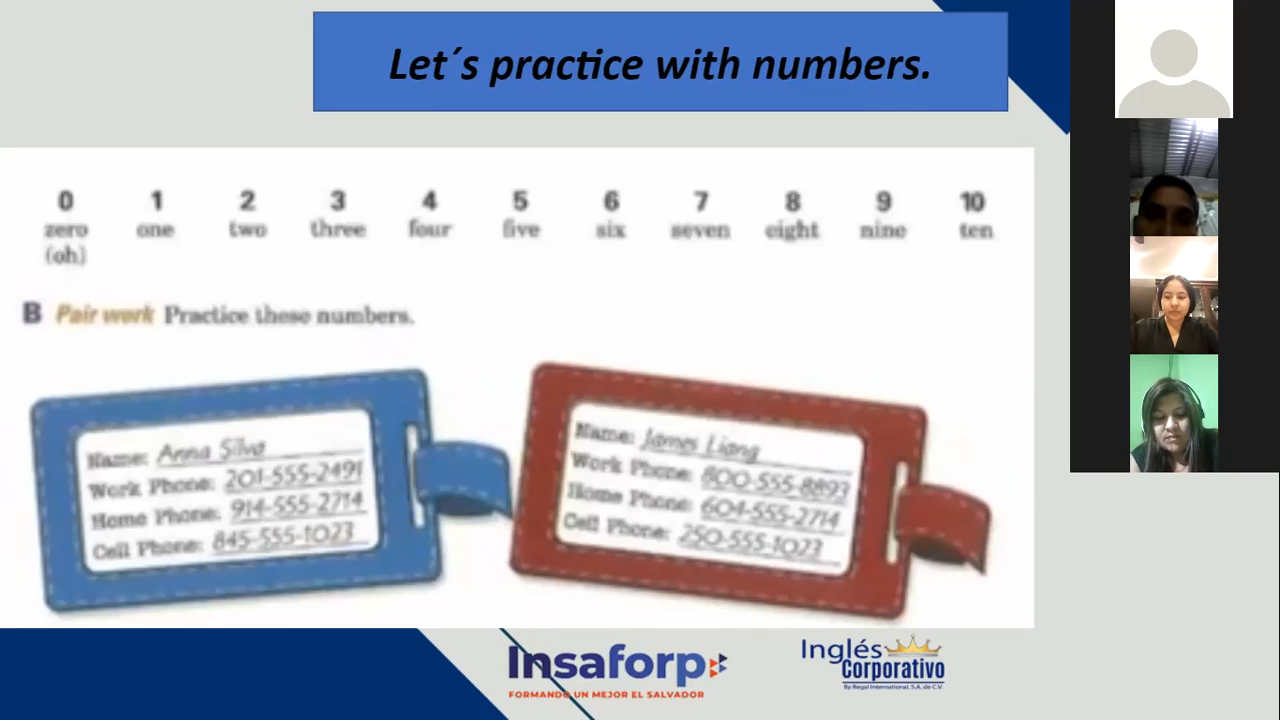 Let´s practice with numbers.
0 1 2 3 4 5 6 7 8 9 10
zero one two three four five six seven eight nine ten
(oh)
B Pair work Practice these numbers.
Name: Anna Silva
Work Phone: 201-555-2491
Home Phone: 914-555-2714
Cell Phone: 845-555-1023
Name: James Liang
Work Phone: 800-555-8893
Home Phone: 604-555-2714
Cell Phone: 250-555-1023
Insaforp
FORMANDO UN MEJOR EL SALVADOR
Inglés
Corporativo
By Regal International, S.A. de C.V.